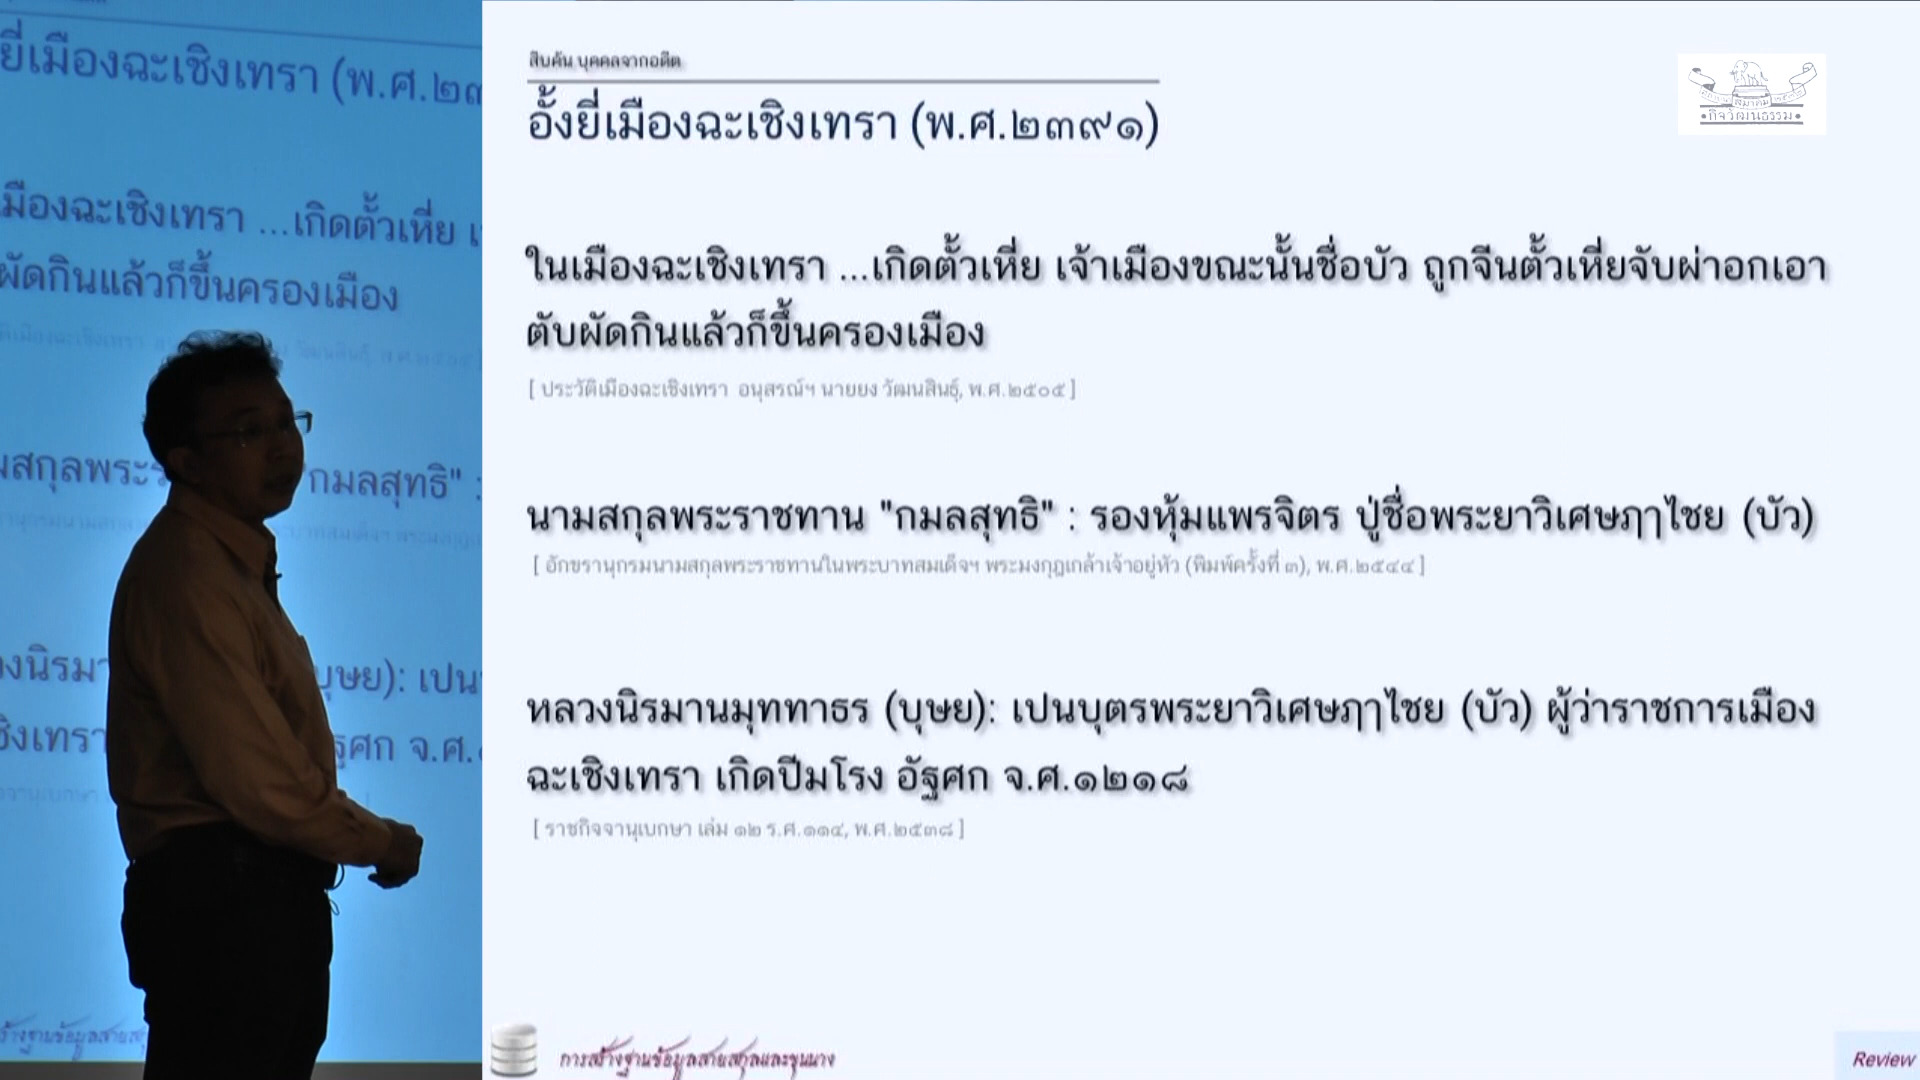 สืบค้น บุคคลจากอดีต
อั้งยี่เมืองฉะเชิงเทรา (พ.ศ.๒๓๙๑)
ในเมืองฉะเชิงเทรา ...เกิดตั้วเหี่ย เจ้าเมืองขณะนั้นชื่อบัว ถูกจีนตั้วเหี่ยจับผ่าอกเอา
ตับผัดกินแล้วก็ขึ้นครองเมือง
[ ประวัติเมืองฉะเชิงเทรา อนุสรณ์ฯ นายยง วัฒนสินธุ์, พ.ศ.๒๕๐๕ ]
นามสกุลพระราชทาน "กมลสุทธิ" : รองหุ้มแพรจิตร ปู่ชื่อพระยาวิเศษฦๅไชย (บัว)
[ อักขรานุกรมนามสกุลพระราชทานในพระบาทสมเด็จฯ พระมงกุฎเกล้าเจ้าอยู่หัว (พิมพ์ครั้งที่ ๓), พ.ศ.๒๕๔๔ ]
หลวงนิรมานมุททาธร (บุษย): เปนบุตรพระยาวิเศษฦๅไชย (บัว) ผู้ว่าราชการเมือง
ฉะเชิงเทรา เกิดปีมโรง อัฐศก จ.ศ.๑๒๑๘
[ ราชกิจจานุเบกษา เล่ม ๑๒ ร.ศ.๑๑๔, พ.ศ.๒๕๓๘ ]
การสร้างฐานข้อมูลสายสกุลและขุนนาง
Review
สมาคม
กิจวัฒนธรรม
ยี่เมืองฉะเชิงเทรา (พ.ศ.๒๓
เมืองฉะเชิงเทรา ...เกิดตั้วเหี่ย เ
ผัดกินแล้วก็ขึ้นครองเมือง
มสกุลพระร "กมลสุทธิ" :
งนิรมา บุษย): เปน
ชิงเทรา ฐศก จ.ศ.